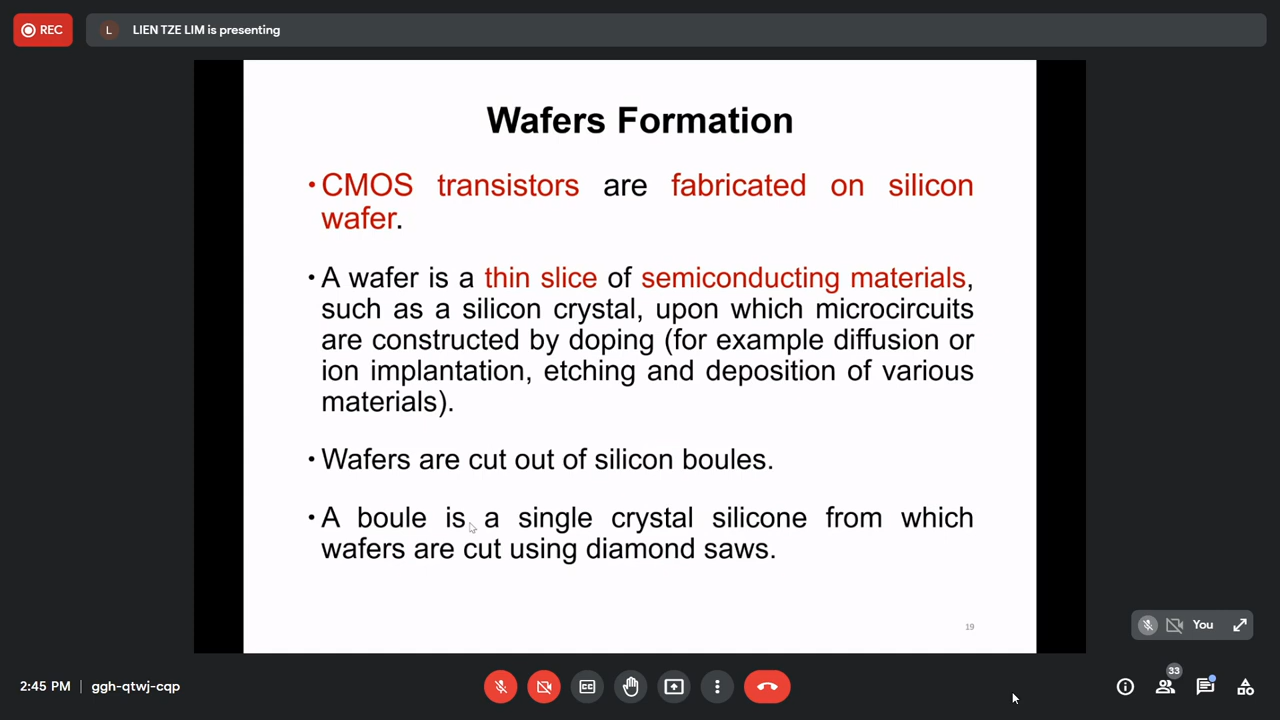 REC
L
LIEN TZE LIM is presenting
Wafers Formation
•CMOS transistors are fabricated on silicon
wafer.
•A wafer is a thin slice of semiconducting materials,
such as a silicon crystal, upon which microcircuits
are constructed by doping (for example diffusion or
ion implantation, etching and deposition of various
materials).
•Wafers are cut out of silicon boules.
•A boule is a single crystal silicone from which
wafers are cut using diamond saws.
19
You
2:45 PM | ggh-qtwj-cqp
CC
33